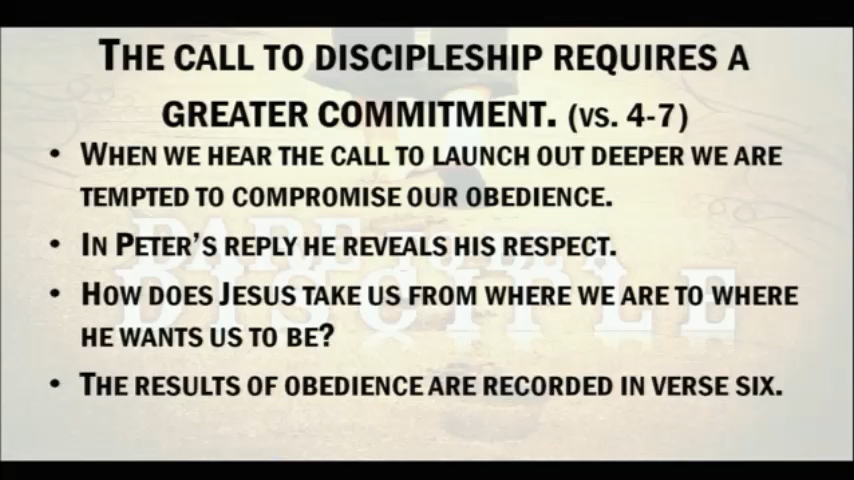 THE CALL TO DISCIPLESHIP REQUIRES A
GREATER COMMITMENT. (VS. 4-7)
• WHEN WE HEAR THE CALL TO LAUNCH OUT DEEPER WE ARE
TEMPTED TO COMPROMISE OUR OBEDIENCE.
• IN PETER'S REPLY HE REVEALS HIS RESPECT.
• HOW DOES JESUS TAKE US FROM WHERE WE ARE TO WHERE
HE WANTS US TO BE?
• THE RESULTS OF OBEDIENCE ARE RECORDED IN VERSE SIX.
DISCIPLE